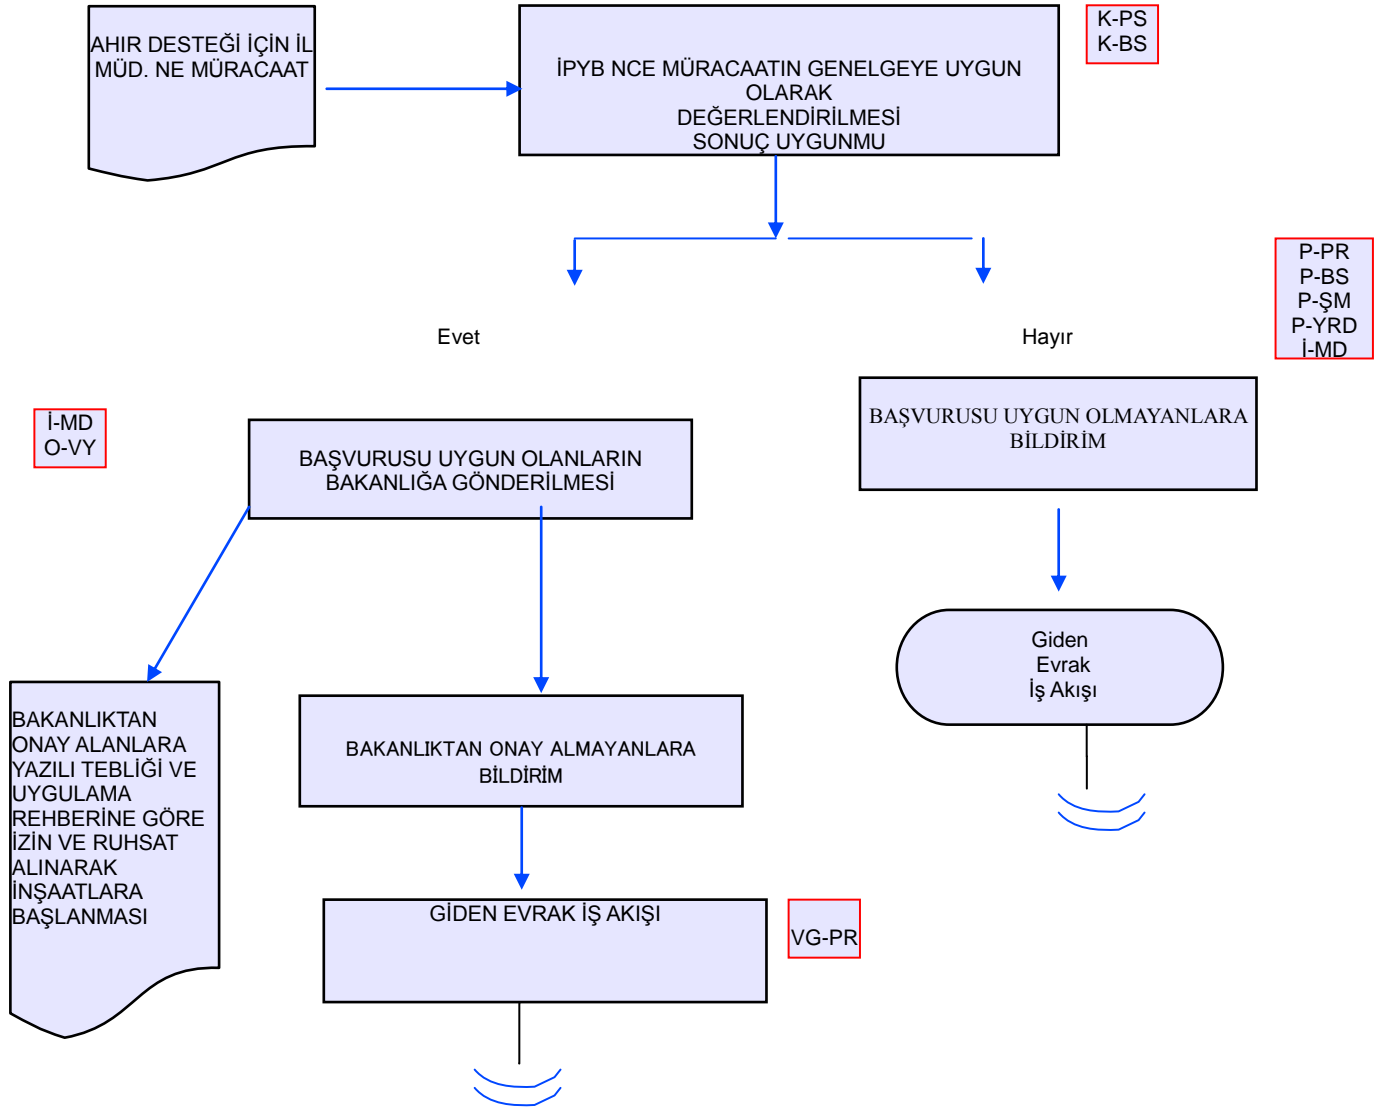 AHIR DESTEĞİ İÇİN İL
MÜD. NE MÜRACAAT
İPYB NCE MÜRACAATIN GENELGEYE UYGUN
OLARAK
DEĞERLENDİRİLMESİ
SONUÇ UYGUNMU
K-PS
K-BS
P-PR
P-BS
P-ŞM
P-YRD
İ-MD
Evet
Hayır
İ-MD
O-VY
BAŞVURUSU UYGUN OLANLARIN
BAKANLIĞA GÖNDERİLMESİ
BAŞVURUSU UYGUN OLMAYANLARA
BİLDİRİM
Giden
Evrak
İş Akışı
BAKANLIKTAN
ONAY ALANLARA
YAZILI TEBLİĞİ VE
UYGULAMA
REHBERİNE GÖRE
İZİN VE RUHSAT
ALINARAK
İNŞAATLARA
BAŞLANMASI
BAKANLIKTAN ONAY ALMAYANLARA
BİLDİRİM
GİDEN EVRAK İŞ AKIŞI
VG-PR